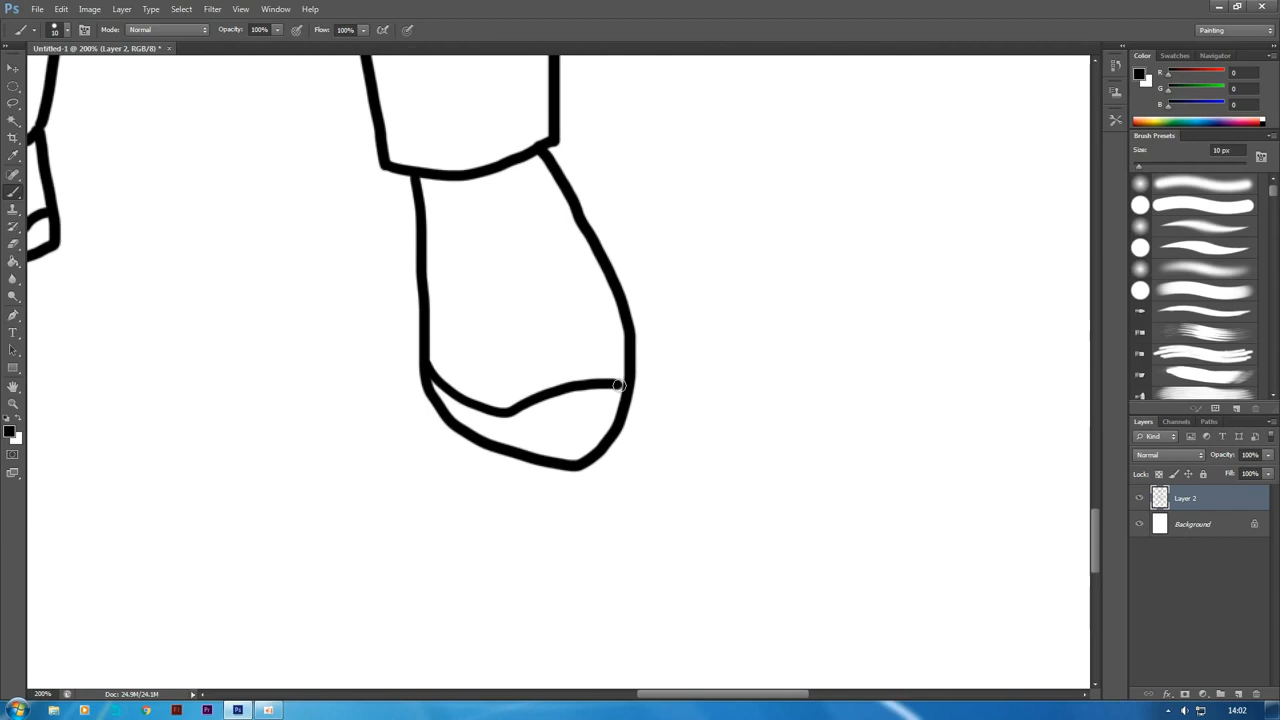 Ps File Edit Image Layer Type Select Filter View Window Help
10 Mode: Normal Opacity: 100% Flow: 100% Painting
Untitled-1 @ 200% (Layer 2, RGB/8) * ×
Color Swatches Navigator
R 0
G 0
B 0
Brush Presets
Size: 10 px
Layers Channels Paths
Kind
Normal Opacity: 100%
Lock: Fill: 100%
Layer 2
Background
200% Doc: 24.9M/24.1M
Fl Pr Ps 14:02